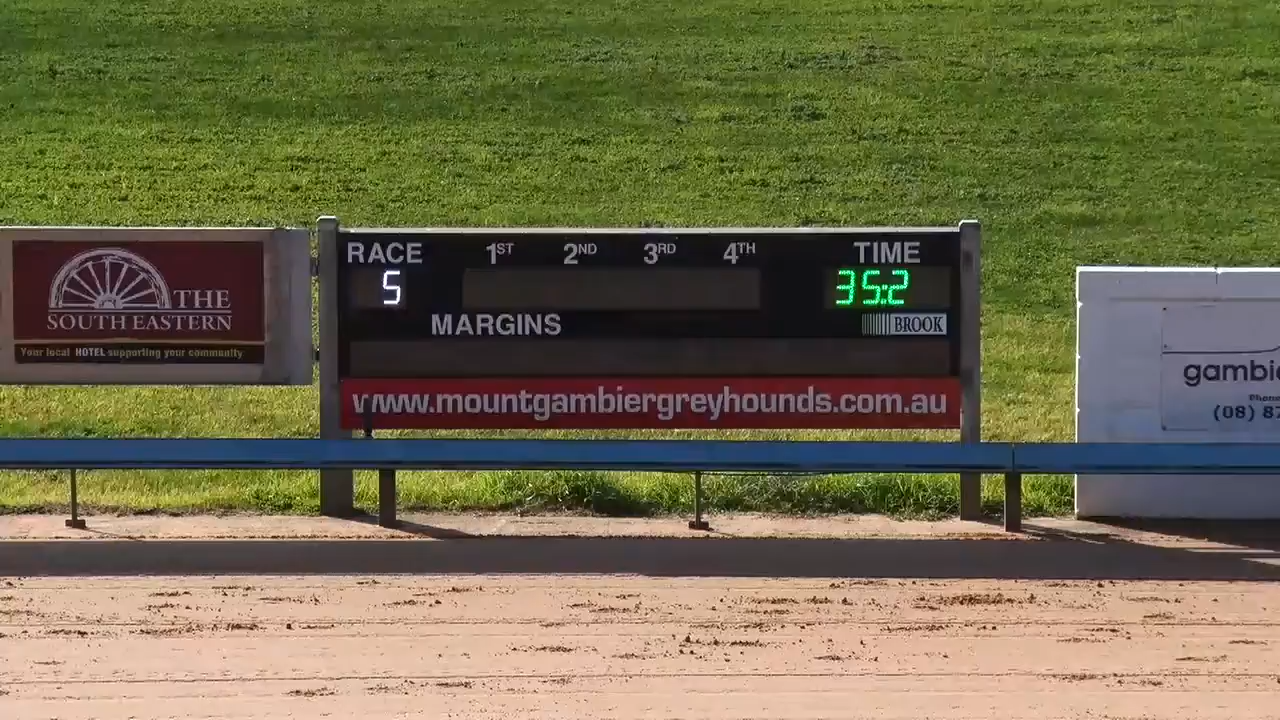 THE
SOUTH EASTERN
Your local HOTEL supporting your community
RACE 1ST 2ND 3RD 4TH TIME
5 35.2
MARGINS BROOK
www.mountgambiergreyhounds.com.au
gambie
Phone
(08) 87